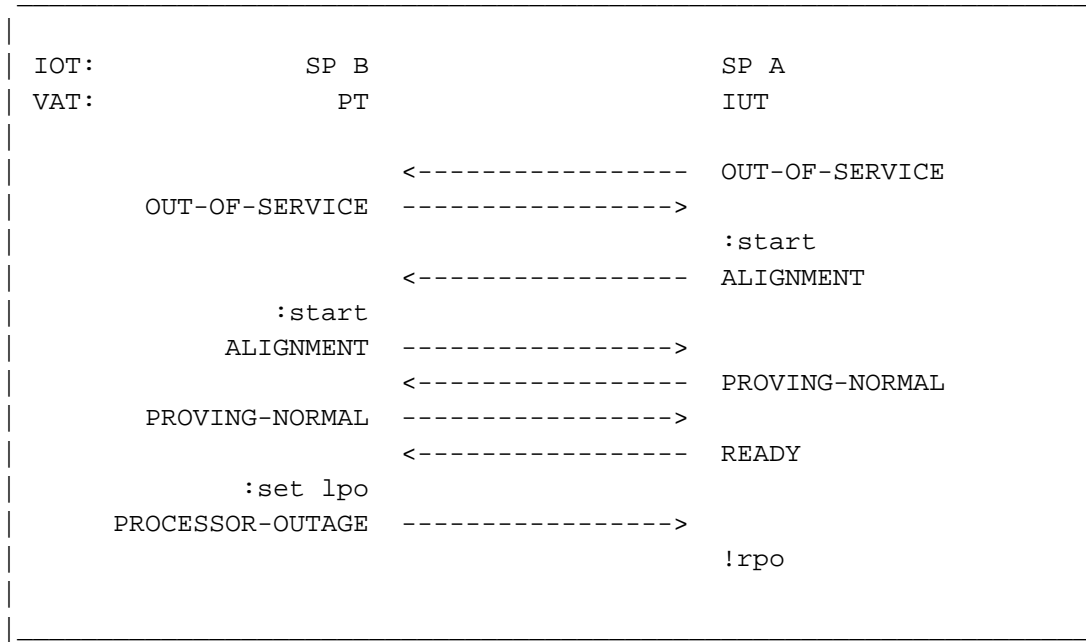 IOT: SP B SP A
VAT: PT IUT
<----------------- OUT-OF-SERVICE
OUT-OF-SERVICE ----------------->
:start
<----------------- ALIGNMENT
:start
ALIGNMENT ----------------->
<----------------- PROVING-NORMAL
PROVING-NORMAL ----------------->
<----------------- READY
:set lpo
PROCESSOR-OUTAGE ----------------->
!rpo